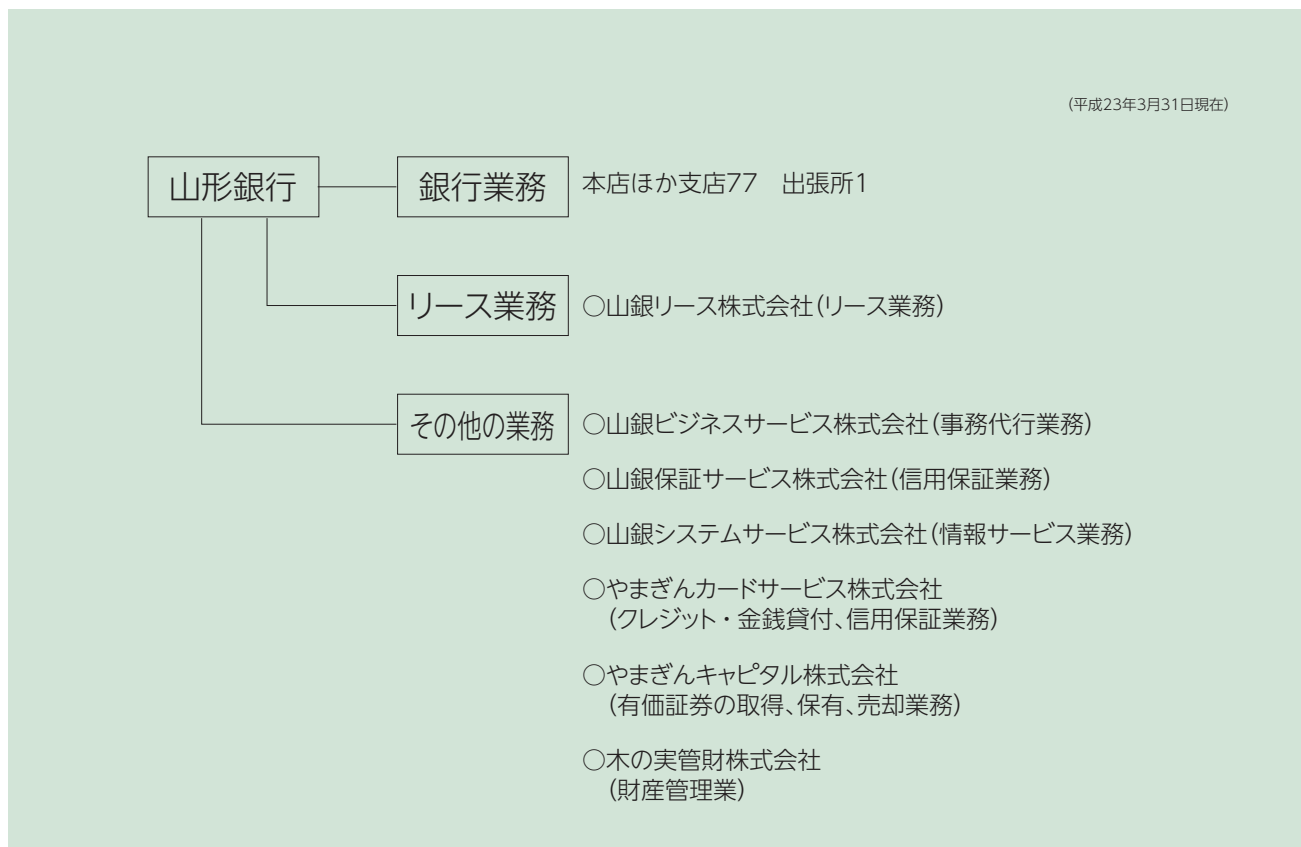 (平成23年3月31日現在)
山形銀行
銀行業務
本店ほか支店77　出張所1
リース業務
○山銀リース株式会社(リース業務)
その他の業務
○山銀ビジネスサービス株式会社(事務代行業務)
○山銀保証サービス株式会社(信用保証業務)
○山銀システムサービス株式会社(情報サービス業務)
○やまぎんカードサービス株式会社
(クレジット・金銭貸付、信用保証業務)
○やまぎんキャピタル株式会社
(有価証券の取得、保有、売却業務)
○木の実管財株式会社
(財産管理業)